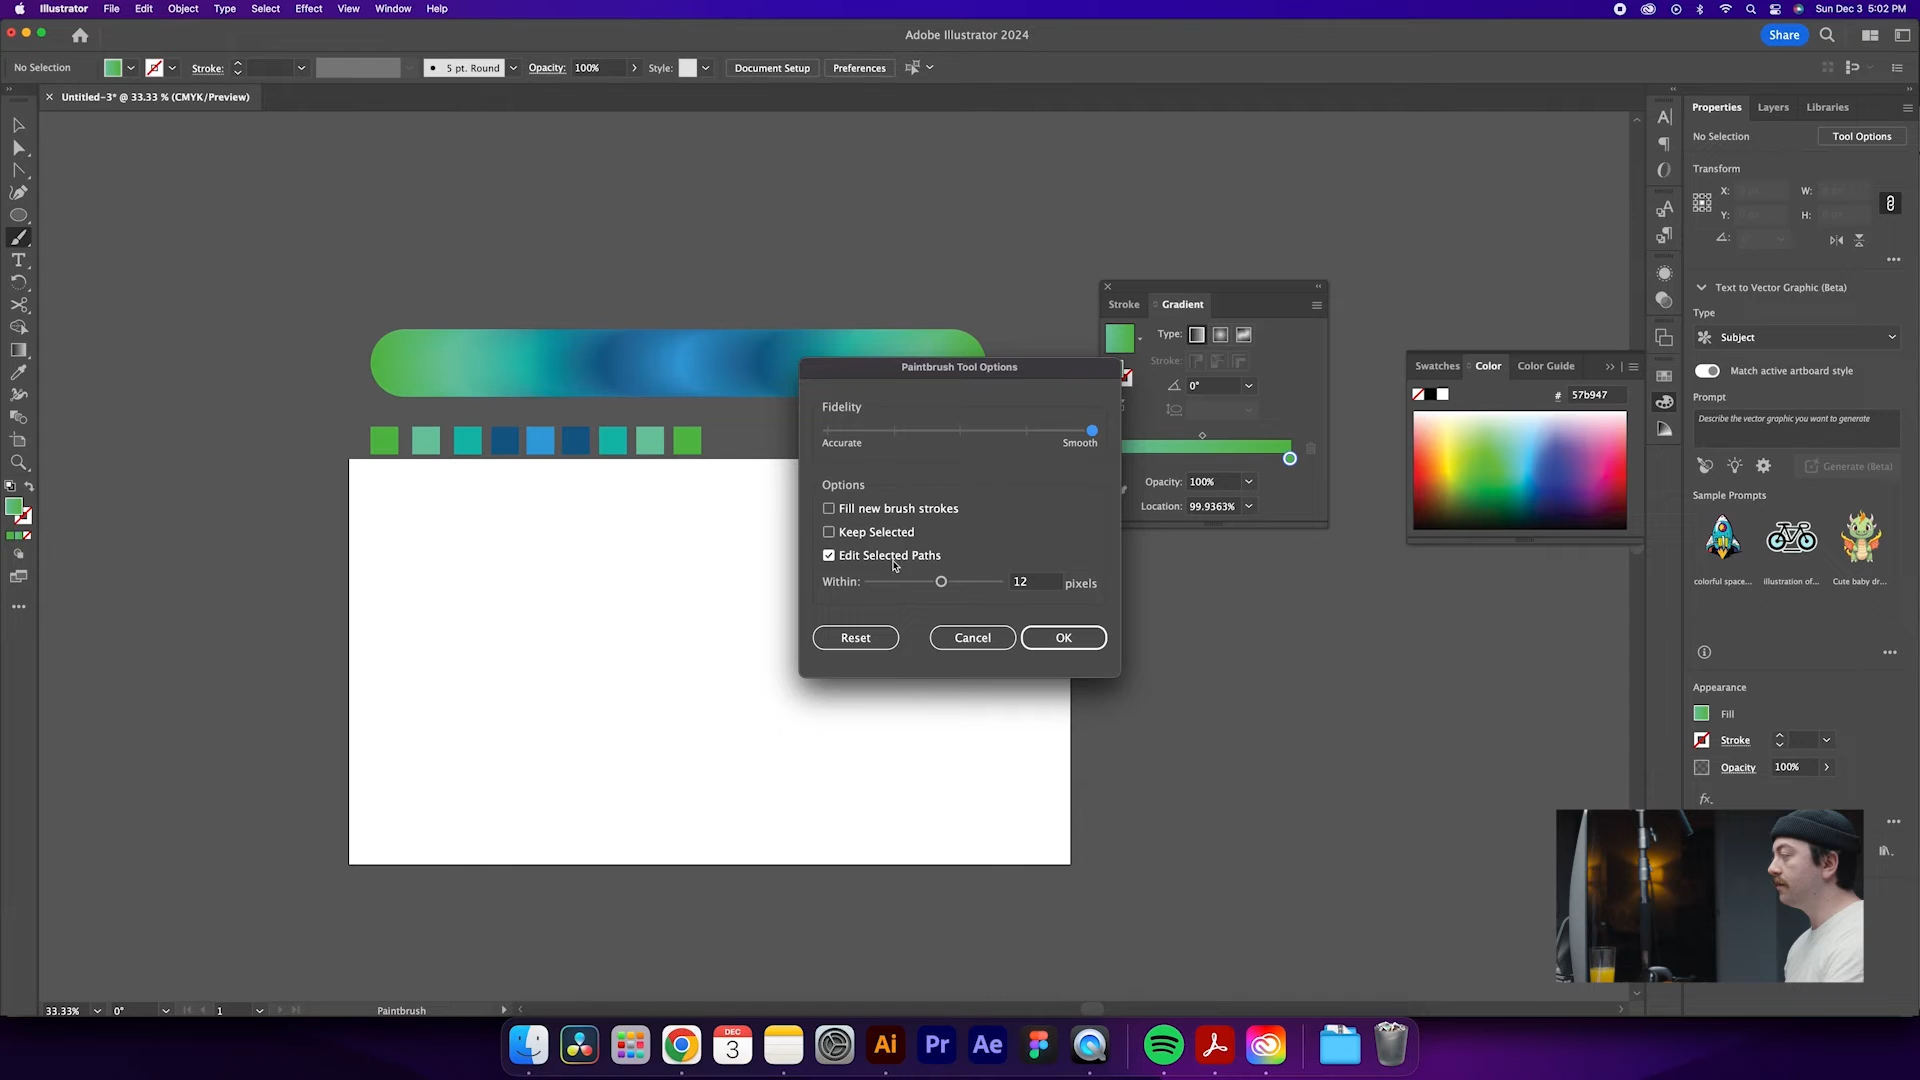 Illustrator File Edit Object Type Select Effect View Window Help
Sun Dec 3 5:02 PM
Adobe Illustrator 2024
Share
No Selection
Stroke:
5 pt. Round
Opacity: 100%
Style:
Document Setup
Preferences
Untitled-3* @ 33.33 % (CMYK/Preview)
Properties Layers Libraries
No Selection
Tool Options
Transform
X: W:
Y: H:
Text to Vector Graphic (Beta)
Type
Subject
Match active artboard style
Prompt
Describe the vector graphic you want to generate
Generate (Beta)
Sample Prompts
colorful space... illustration of... Cute baby dr...
Appearance
Fill
Stroke
Opacity 100%
fx.
Stroke Gradient
Type:
Stroke:
0°
Opacity: 100%
Location: 99.9363%
Swatches Color Color Guide
# 57b947
Paintbrush Tool Options
Fidelity
Accurate Smooth
Options
Fill new brush strokes
Keep Selected
Edit Selected Paths
Within: 12 pixels
Reset Cancel OK
33.33% 0° 1 Paintbrush
DEC
3
Ai Pr Ae